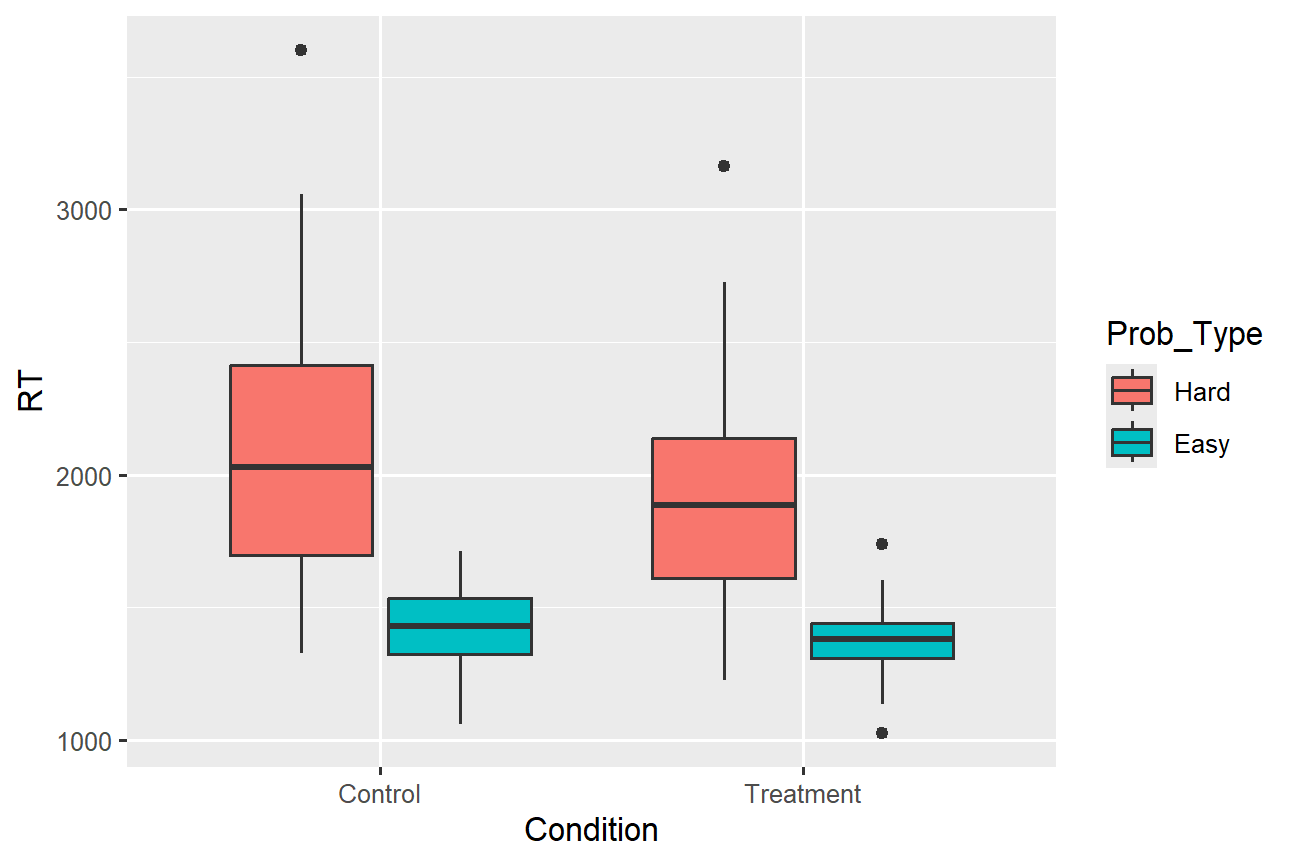 RT
3000
2000
1000
Control
Treatment
Condition
Prob_Type
Hard
Easy